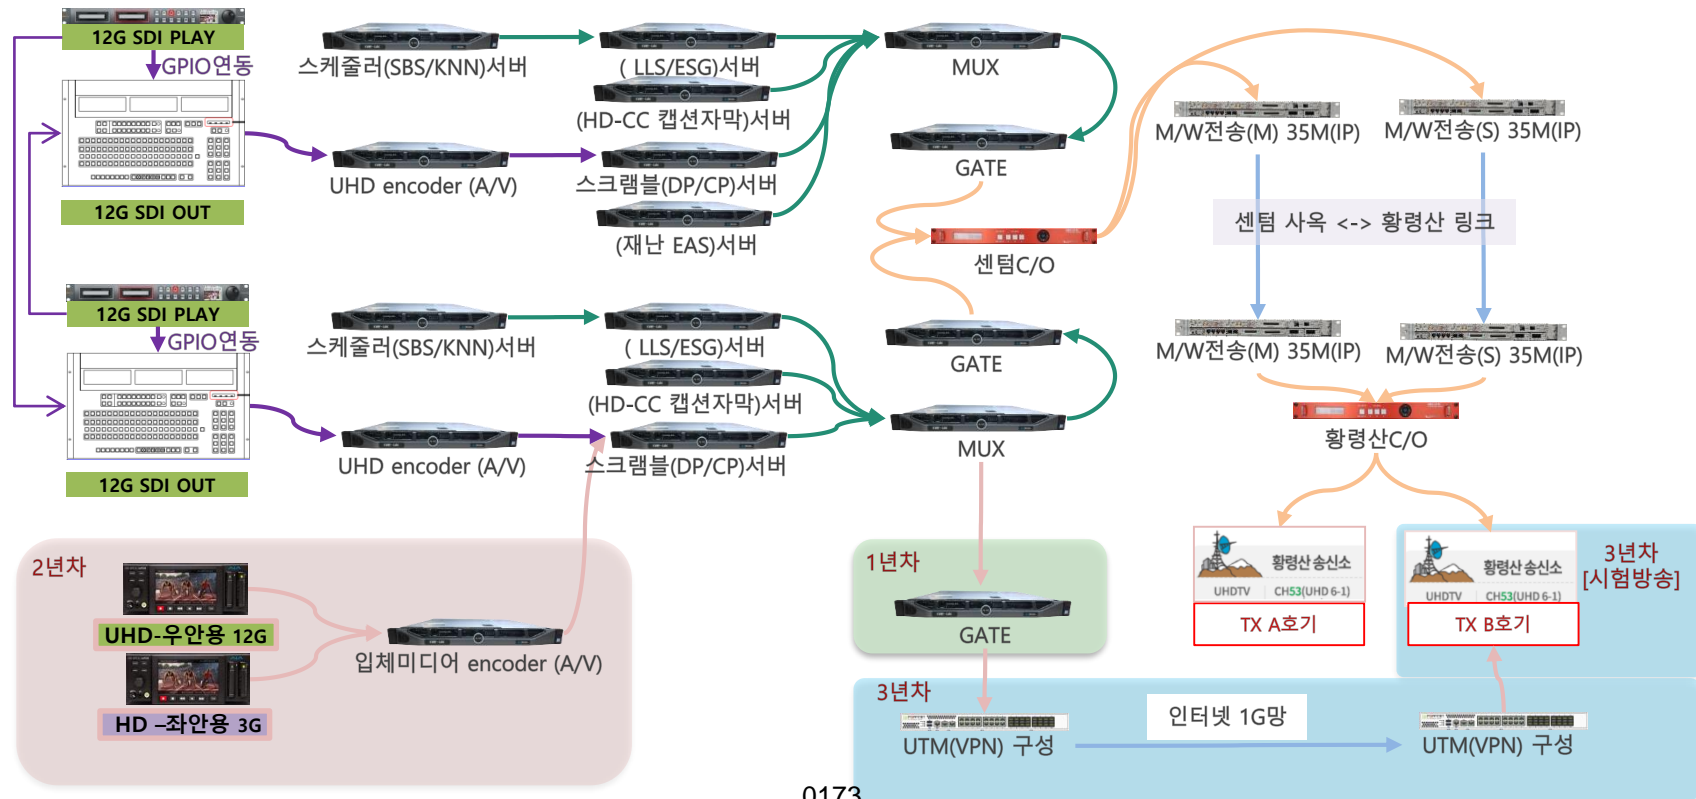 12G SDI PLAY
GPIO연동
12G SDI OUT
스케줄러(SBS/KNN)서버
( LLS/ESG)서버
(HD-CC 캡션자막)서버
UHD encoder (A/V)
스크램블(DP/CP)서버
(재난 EAS)서버
MUX
GATE
센텀C/O
M/W전송(M) 35M(IP)
M/W전송(S) 35M(IP)
센텀 사옥 <-> 황령산 링크
12G SDI PLAY
GPIO연동
12G SDI OUT
스케줄러(SBS/KNN)서버
( LLS/ESG)서버
(HD-CC 캡션자막)서버
UHD encoder (A/V)
스크램블(DP/CP)서버
GATE
MUX
M/W전송(M) 35M(IP)
M/W전송(S) 35M(IP)
황령산C/O
2년차
UHD-우안용 12G
HD –좌안용 3G
입체미디어 encoder (A/V)
1년차
GATE
황령산 송신소
UHDTV
CH53(UHD 6-1)
TX A호기
황령산 송신소
UHDTV
CH53(UHD 6-1)
TX B호기
3년차
[시험방송]
3년차
UTM(VPN) 구성
인터넷 1G망
UTM(VPN) 구성
0173